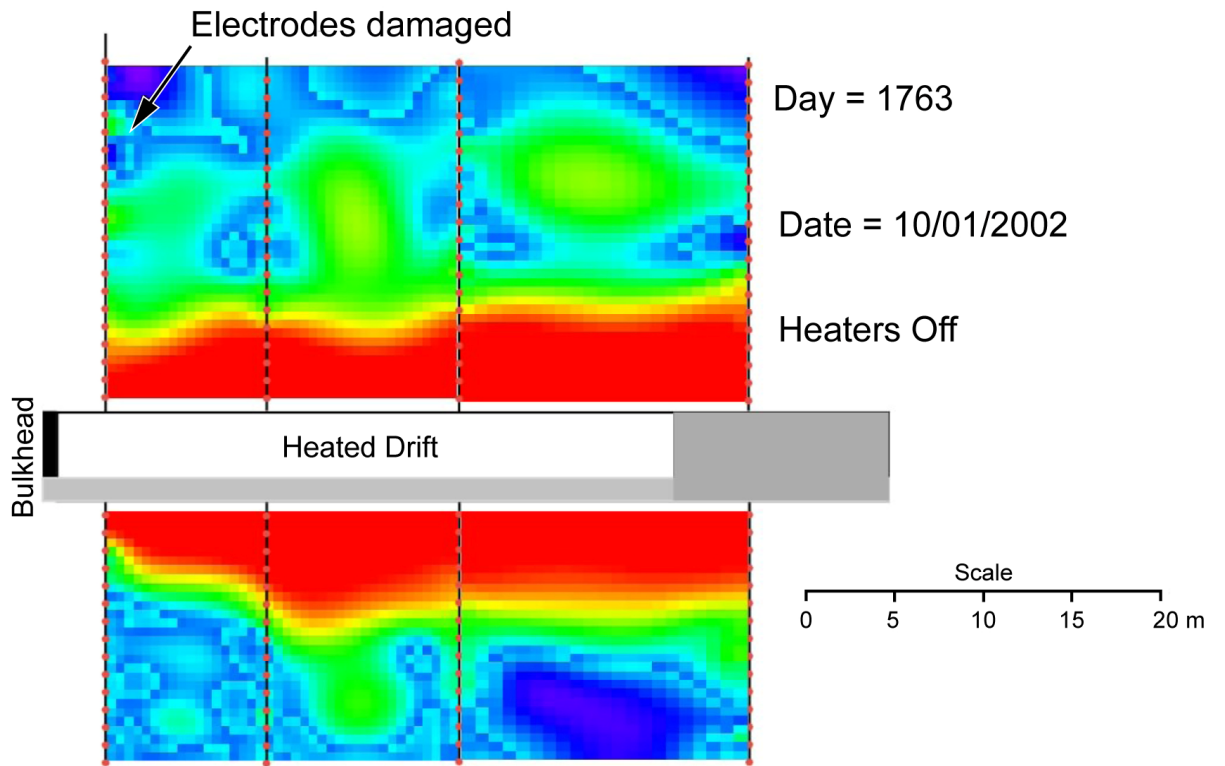 Electrodes damaged
Day = 1763
Date = 10/01/2002
Heaters Off
Bulkhead
Heated Drift
Scale
0 5 10 15 20 m